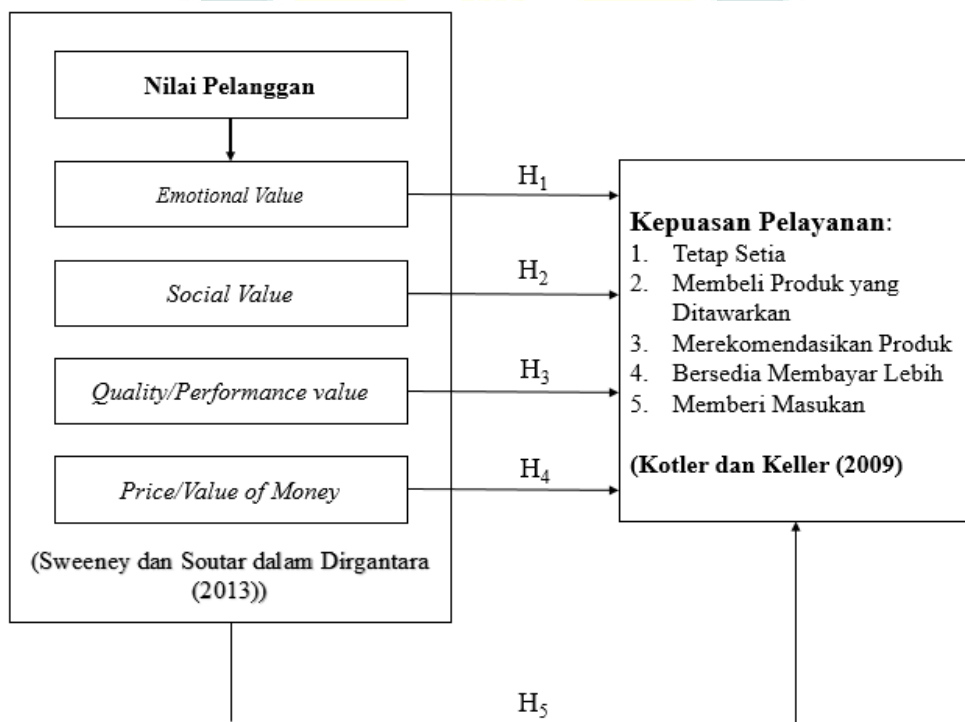 Nilai Pelanggan
Emotional Value
Social Value
Quality/Performance value
Price/Value of Money
(Sweeney dan Soutar dalam Dirgantara
(2013))
H₁
H₂
H₃
H₄
H₅
Kepuasan Pelayanan:
1. Tetap Setia
2. Membeli Produk yang
Ditawarkan
3. Merekomendasikan Produk
4. Bersedia Membayar Lebih
5. Memberi Masukan
(Kotler dan Keller (2009)